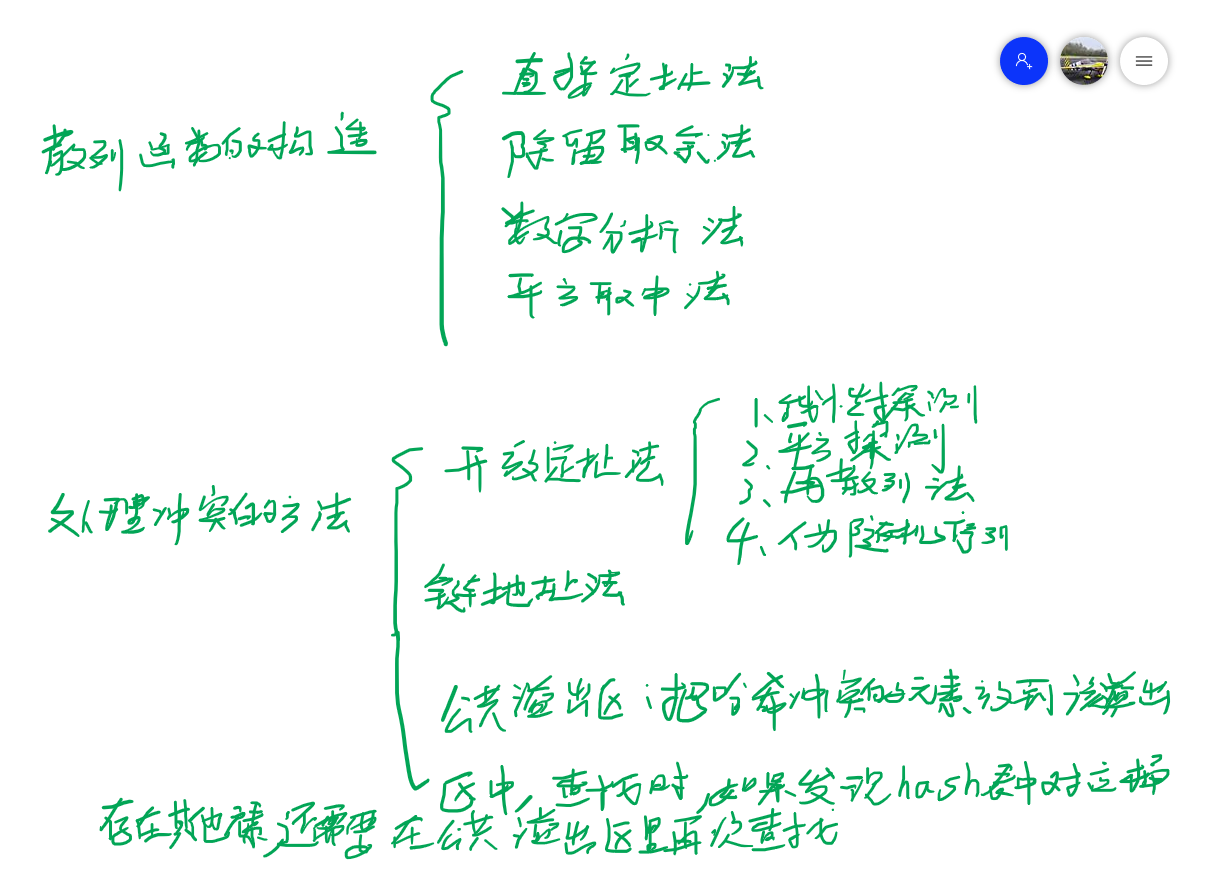 散列函数的构造
直接定址法
除留取余法
数字分析法
平方取中法
处理冲突的方法
开放定址法
1、线性探测
2、平方探测
3、再散列法
4、伪随机序列
链地址法
公共溢出区：把哈希冲突的元素放到该溢出
区中，查找时，如果发现hash表中对应
存在其他，还需要在公共溢出区里再次查找